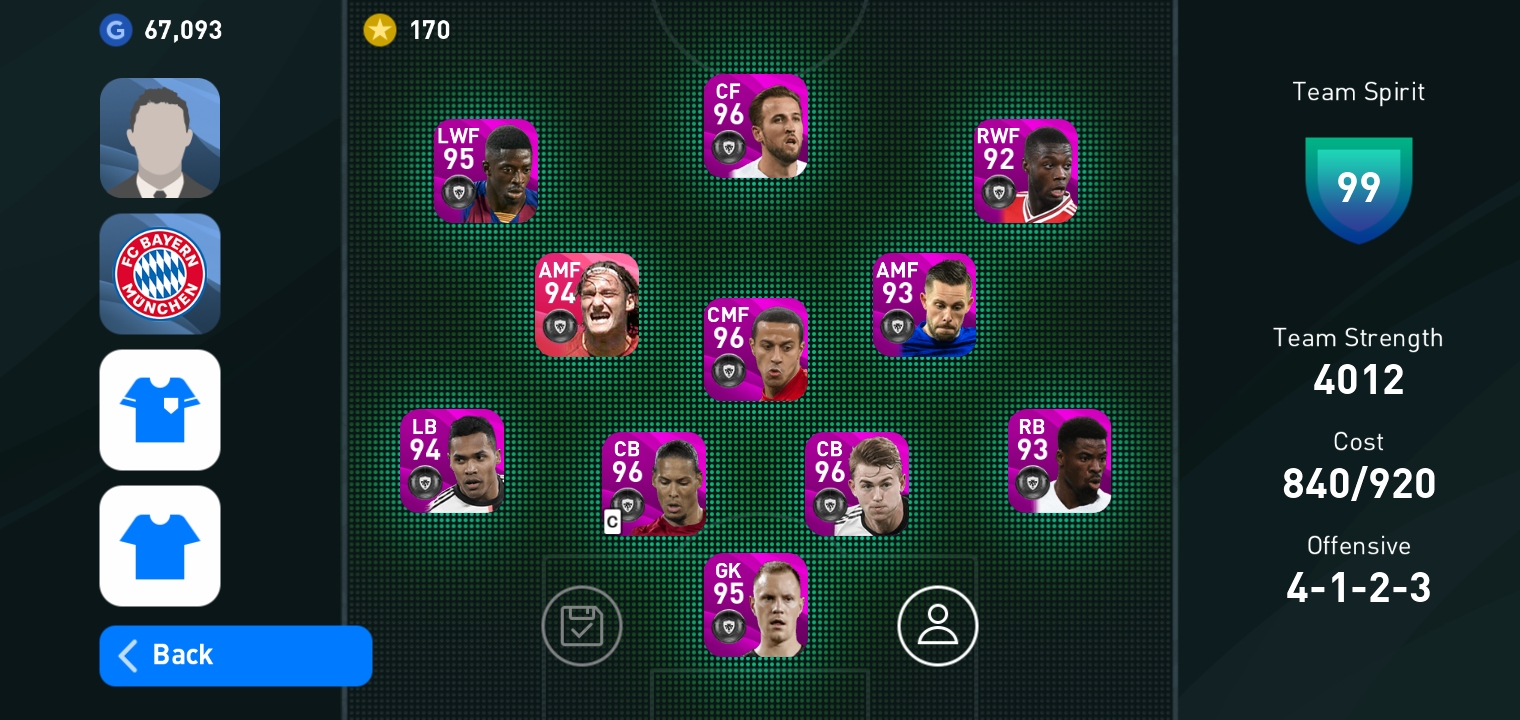 G 67,093
170
CF
96
LWF
95
RWF
92
AMF
94
AMF
93
CMF
96
LB
94
CB
96
C
CB
96
RB
93
GK
95
FC BAYERN
MÜNCHEN
Back
Team Spirit
99
Team Strength
4012
Cost
840/920
Offensive
4-1-2-3